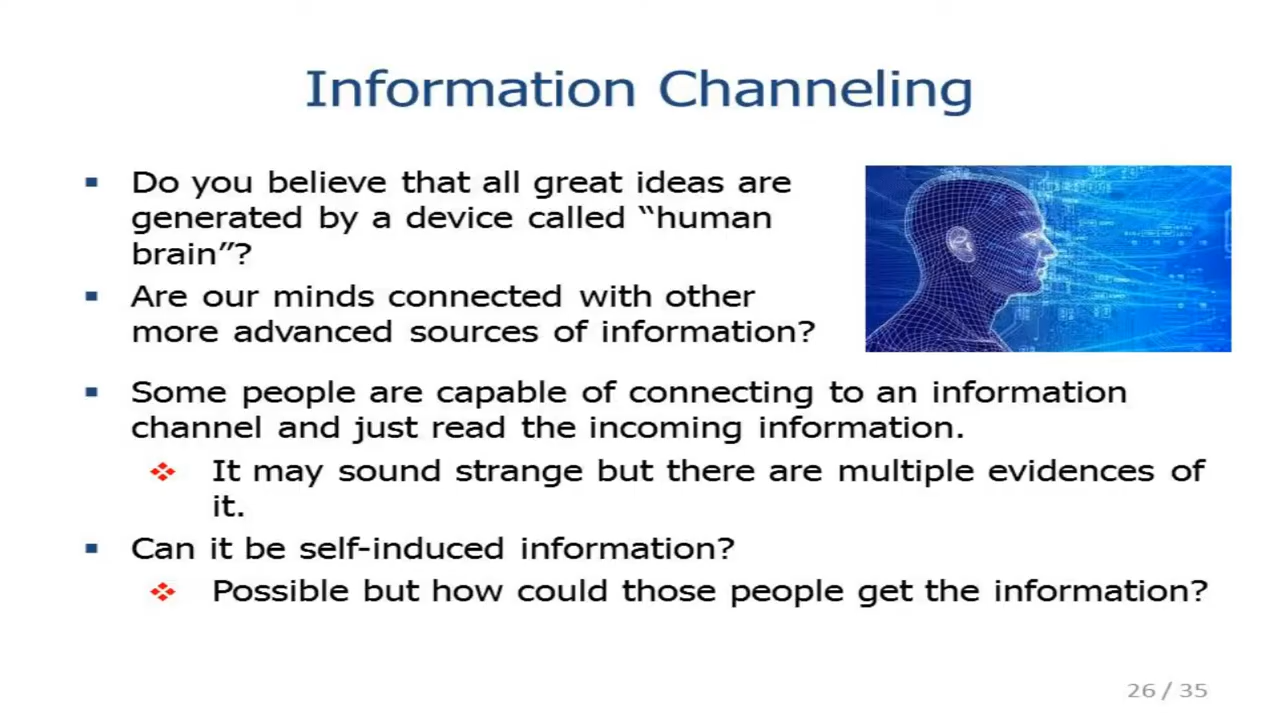 Information Channeling
▪ Do you believe that all great ideas are
generated by a device called “human
brain”?
▪ Are our minds connected with other
more advanced sources of information?
▪ Some people are capable of connecting to an information
channel and just read the incoming information.
❖ It may sound strange but there are multiple evidences of
it.
▪ Can it be self-induced information?
❖ Possible but how could those people get the information?
26 / 35